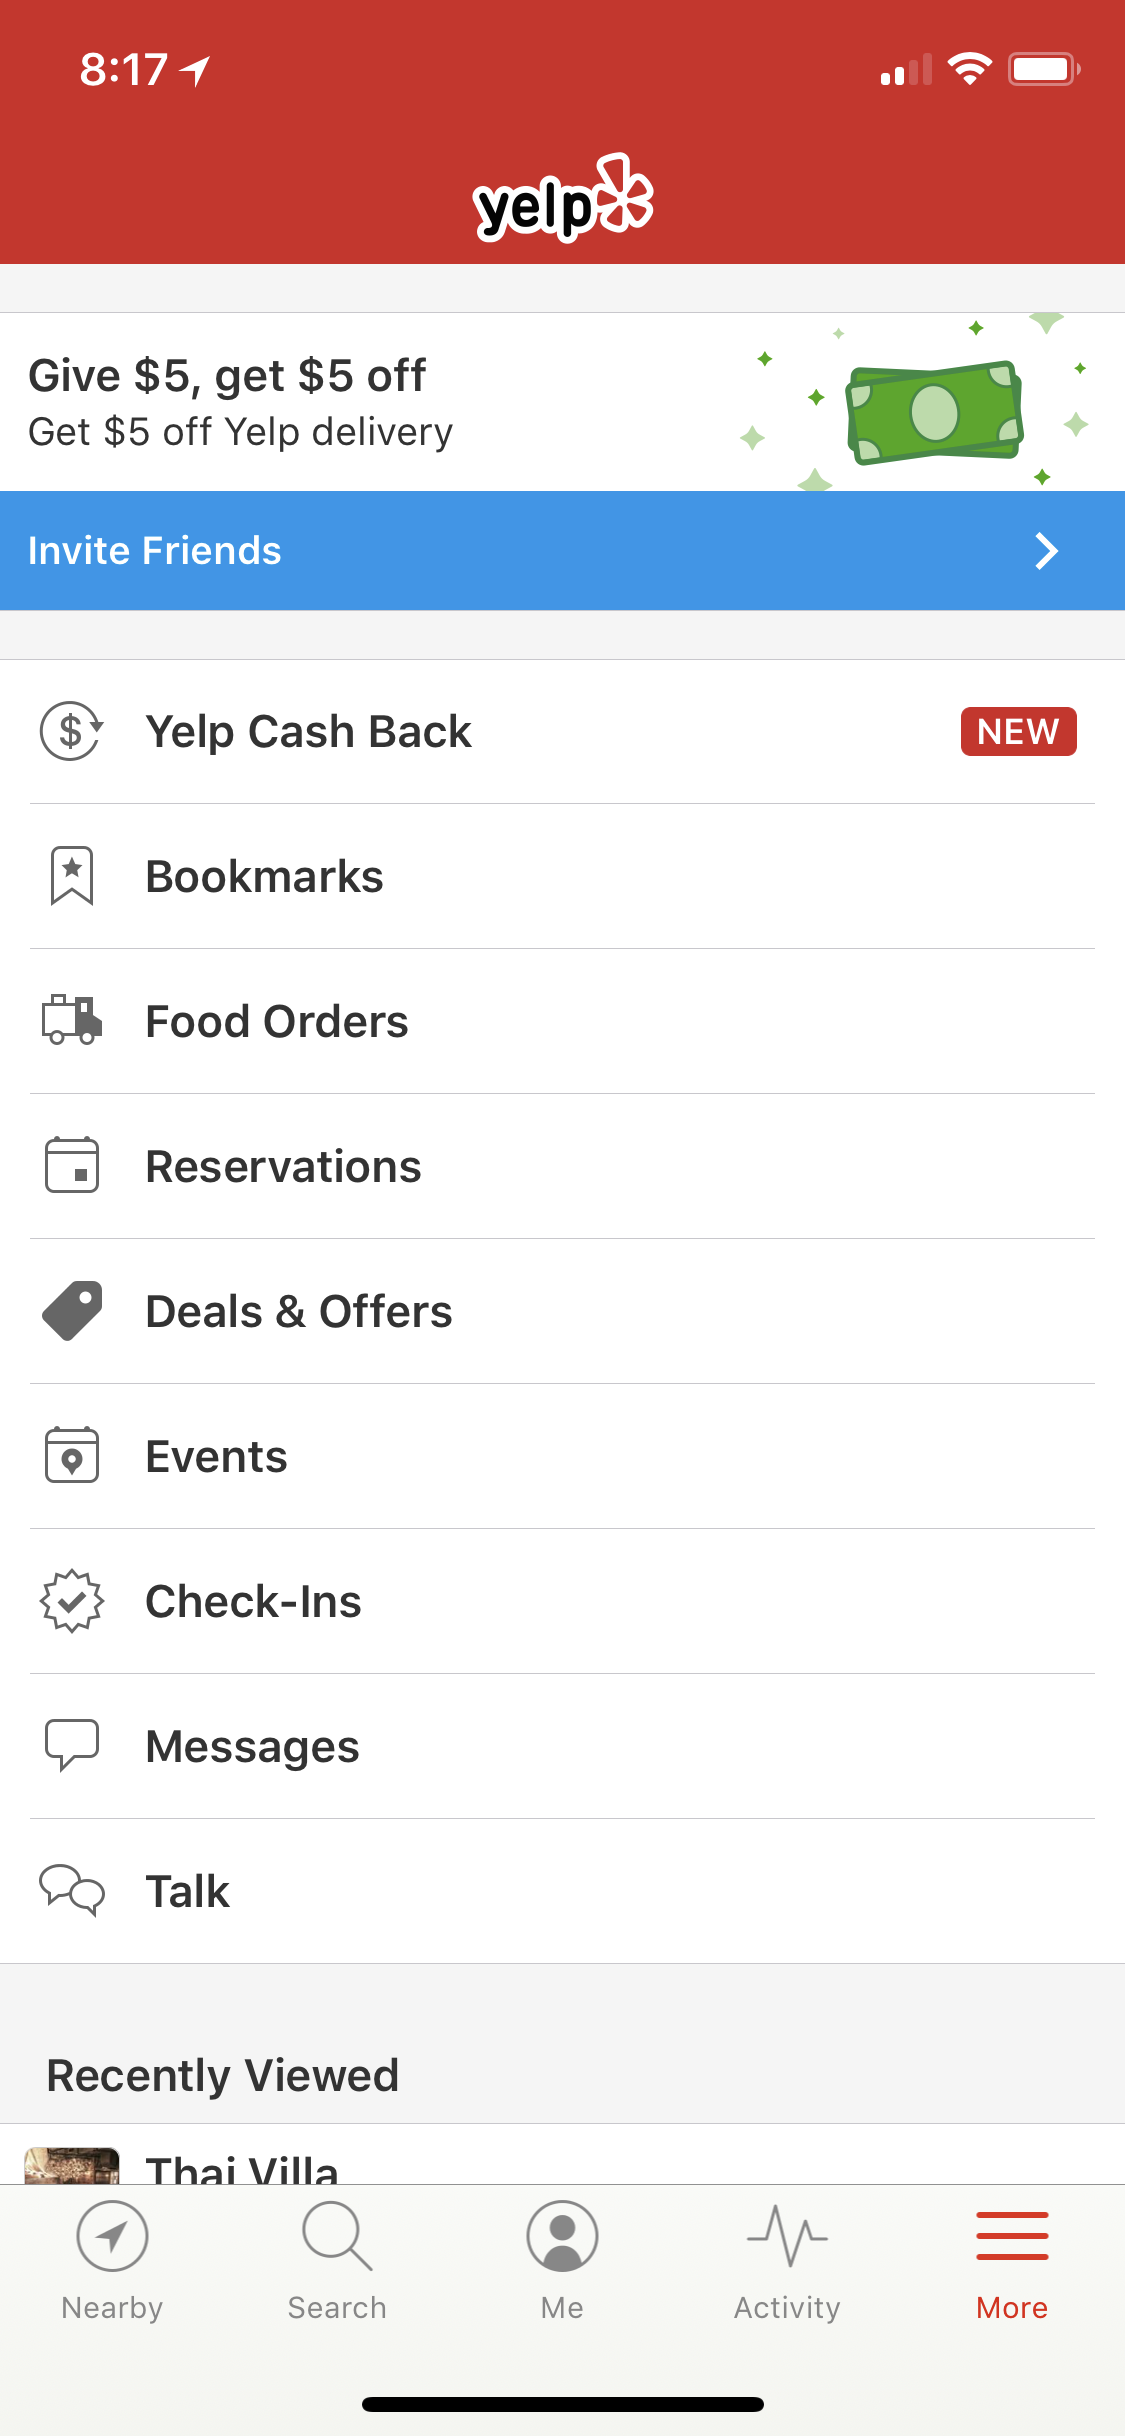 8:17
yelp
Give $5, get $5 off
Get $5 off Yelp delivery
Invite Friends
$ Yelp Cash Back NEW
Bookmarks
Food Orders
Reservations
Deals & Offers
Events
Check-Ins
Messages
Talk
Recently Viewed
Thai Villa
Nearby Search Me Activity More